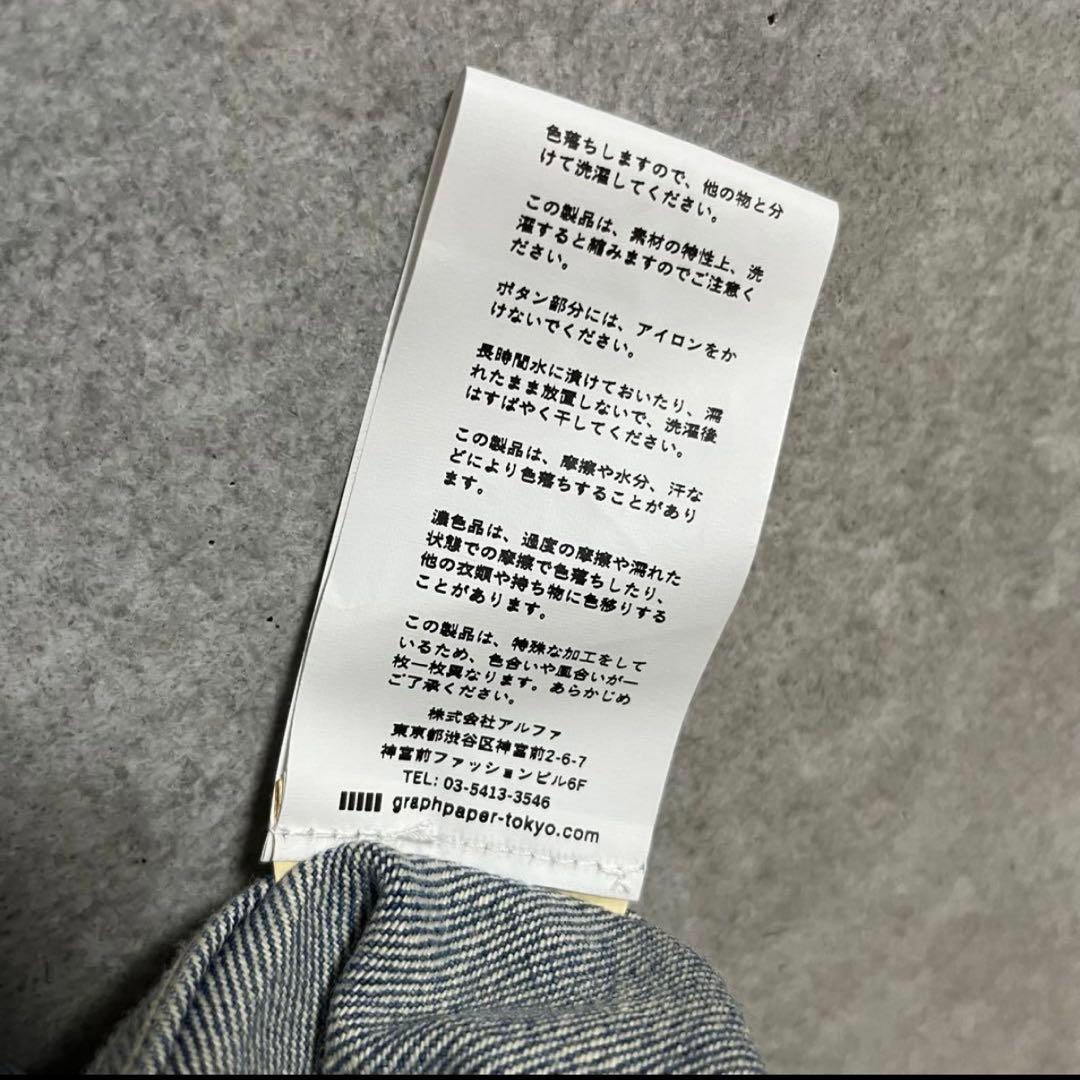 色落ちしますので、他の物と分
けて洗濯してください。
この製品は、素材の特性上、洗
濯すると縮みますのでご注意く
ださい。
ボタン部分には、アイロンをか
けないでください。
長時間水に漬けておいたり、濡
れたまま放置しないで、洗濯後
はすばやく干してください。
この製品は、摩擦や水分、汗な
どにより色落ちすることがあり
ます。
濃色品は、過度の摩擦や濡れた
状態での摩擦で色落ちしたり、
他の衣類や持ち物に色移りする
ことがあります。
この製品は、特殊な加工をして
いるため、色合いや風合いが一
枚一枚異なります。あらかじめ
ご了承ください。
株式会社アルファ
東京都渋谷区神宮前2-6-7
神宮前ファッションビル6F
TEL: 03-5413-3546
graphpaper-tokyo.com